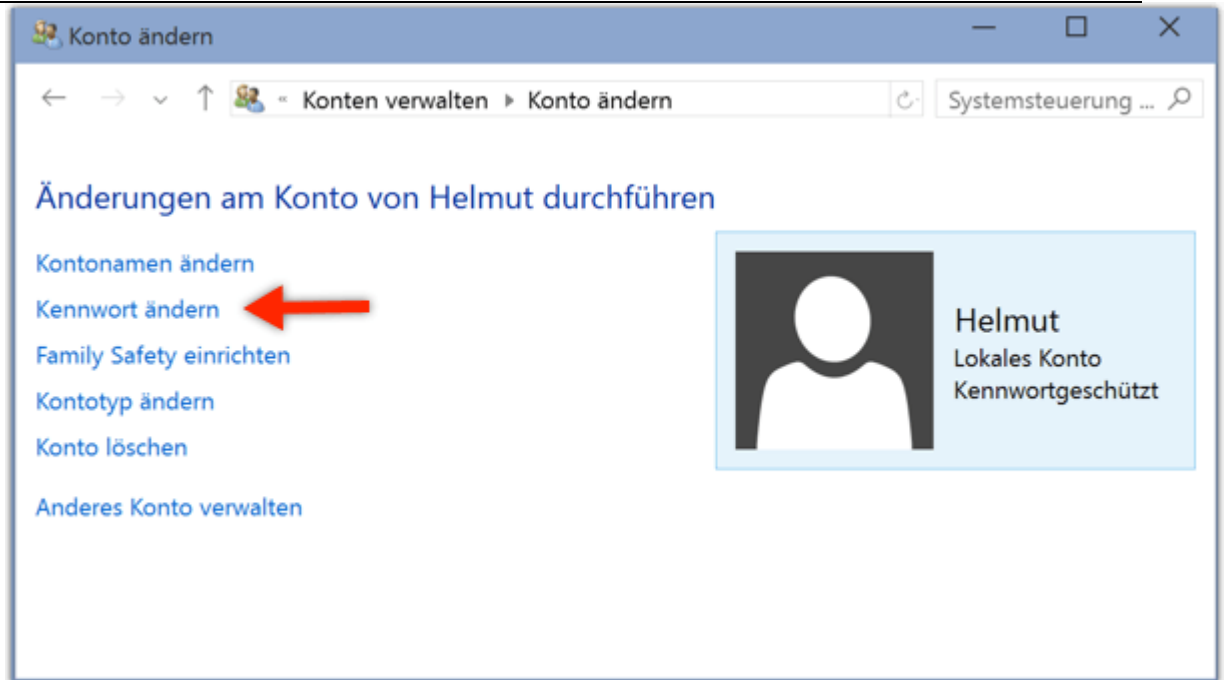 Konto ändern
« Konten verwalten ▸ Konto ändern
Systemsteuerung ...
Änderungen am Konto von Helmut durchführen
Kontonamen ändern
Kennwort ändern
Family Safety einrichten
Kontotyp ändern
Konto löschen
Anderes Konto verwalten
Helmut
Lokales Konto
Kennwortgeschützt